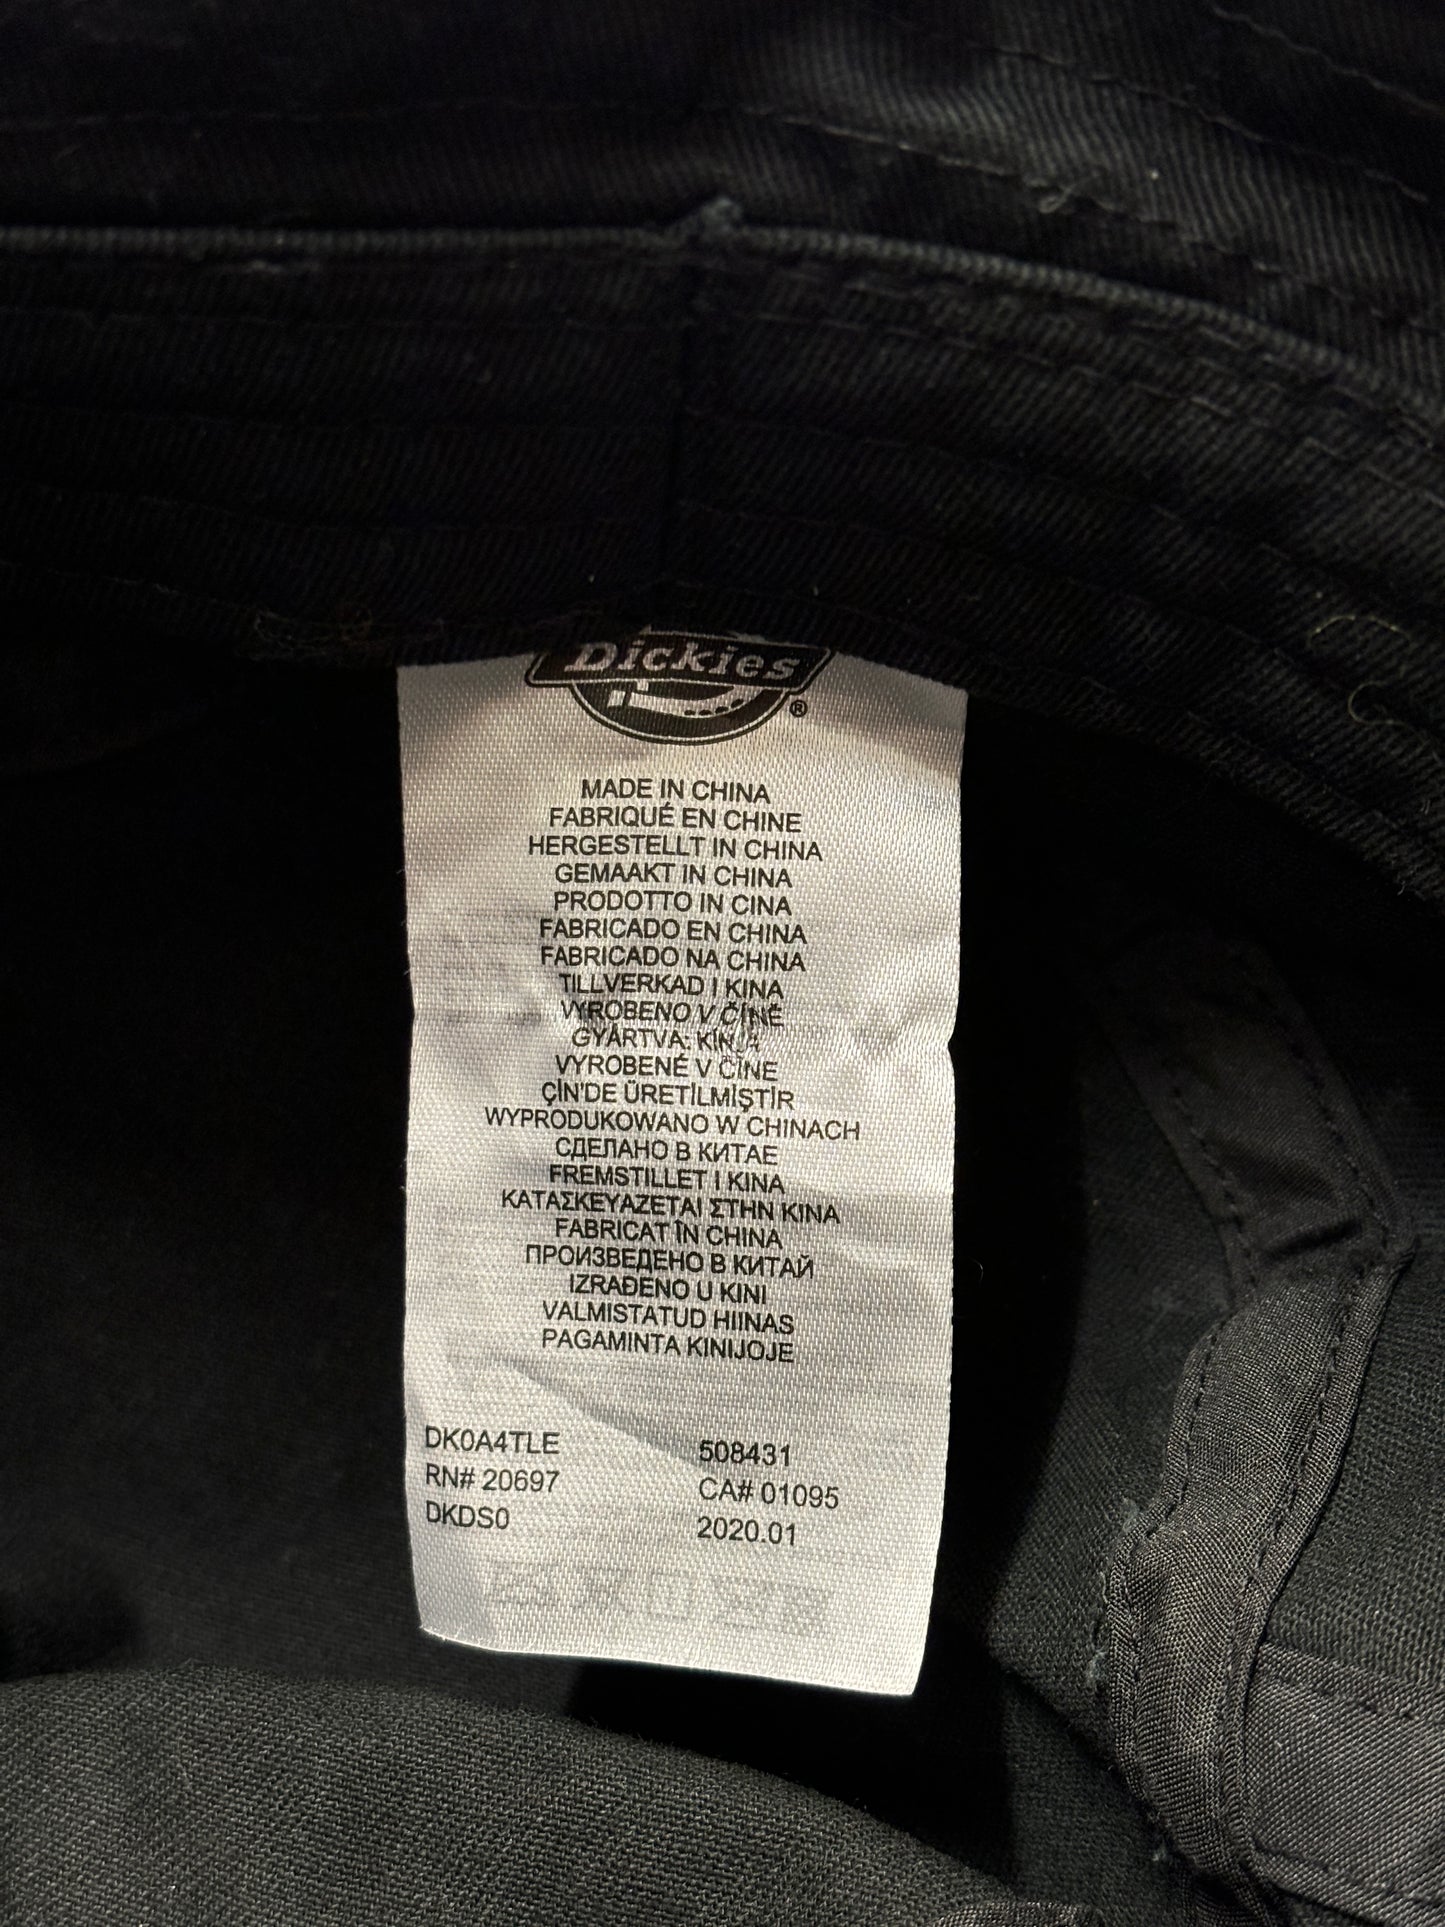 Dickies
®
MADE IN CHINA
FABRIQUÉ EN CHINE
HERGESTELLT IN CHINA
GEMAAKT IN CHINA
PRODOTTO IN CINA
FABRICADO EN CHINA
FABRICADO NA CHINA
TILLVERKAD I KINA
VYROBENO V ČÍNĚ
GYÁRTVA: KÍNA
VYROBENÉ V ČÍNE
ÇİN'DE ÜRETİLMİŞTİR
WYPRODUKOWANO W CHINACH
СДЕЛАНО В КИТАЕ
FREMSTILLET I KINA
ΚΑΤΑΣΚΕΥΑΖΕΤΑΙ ΣΤΗΝ ΚΙΝΑ
FABRICAT ÎN CHINA
ПРОИЗВЕДЕНО В КИТАЙ
IZRAĐENO U KINI
VALMISTATUD HIINAS
PAGAMINTA KINIJOJE
DK0A4TLE 508431
RN# 20697 CA# 01095
DKDS0 2020.01